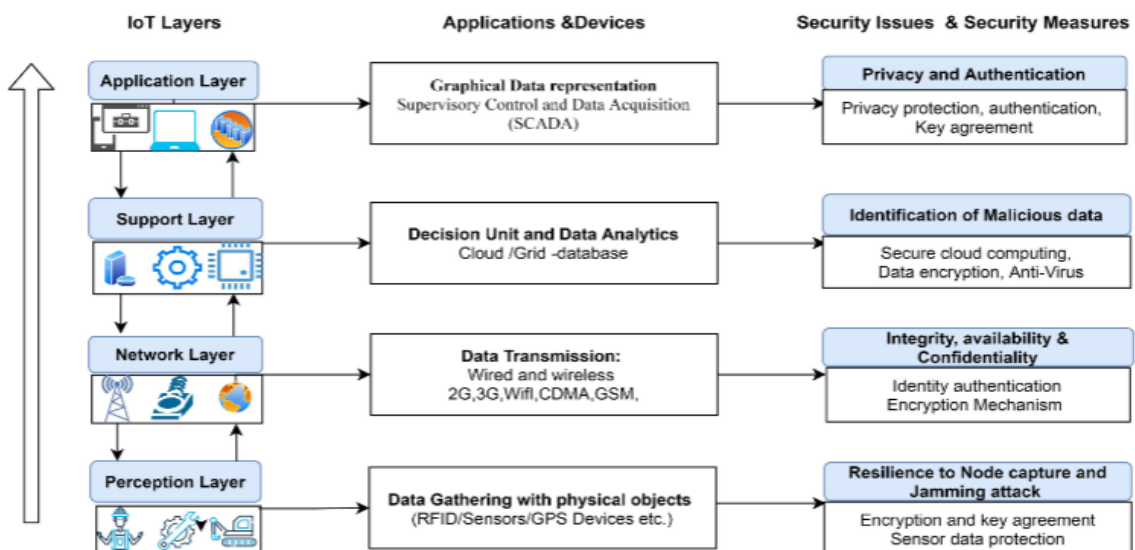 IoT Layers
Applications &Devices
Security Issues & Security Measures
Application Layer
Graphical Data representation
Supervisory Control and Data Acquisition
(SCADA)
Privacy and Authentication
Privacy protection, authentication,
Key agreement
Support Layer
Decision Unit and Data Analytics
Cloud /Grid -database
Identification of Malicious data
Secure cloud computing,
Data encryption, Anti-Virus
Network Layer
Data Transmission:
Wired and wireless
2G,3G,Wifl,CDMA,GSM,
Integrity, availability &
Confidentiality
Identity authentication
Encryption Mechanism
Perception Layer
Data Gathering with physical objects
(RFID/Sensors/GPS Devices etc.)
Resilience to Node capture and
Jamming attack
Encryption and key agreement
Sensor data protection